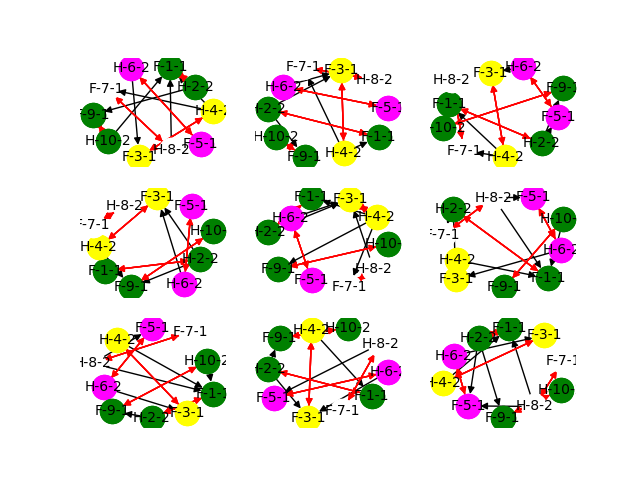 H-6-2 F-1-1
F-7-1 H-2-2
F-9-1 H-4-2
H-10-2 H-8-2 F-5-1
F-3-1
F-7-1 F-3-1
H-6-2 H-8-2
H-2-2 F-5-1
H-10-2 F-1-1
F-9-1 H-4-2
F-3-1 H-6-2
H-8-2 F-9-1
F-1-1 F-5-1
H-10-2 H-2-2
F-7-1 H-4-2
F-3-1
H-8-2 F-5-1
F-7-1 H-10-2
H-4-2 H-2-2
F-1-1
F-9-1 H-6-2
F-1-1 F-3-1
H-6-2 H-4-2
H-2-2 H-10-2
F-9-1 H-8-2
F-5-1 F-7-1
H-8-2 F-5-1
H-2-2 H-10-2
F-7-1 H-6-2
H-4-2
F-3-1 F-9-1 F-1-1
F-5-1 F-7-1
H-4-2
H-8-2 H-10-2
H-6-2 F-1-1
F-9-1 H-2-2 F-3-1
F-9-1 H-4-2 H-10-2
H-8-2
H-2-2 H-6-2
F-5-1 F-1-1
F-3-1 F-7-1
H-2-2 F-1-1 F-3-1
H-6-2 F-7-1
H-4-2 H-10-2
F-5-1 F-9-1 H-8-2